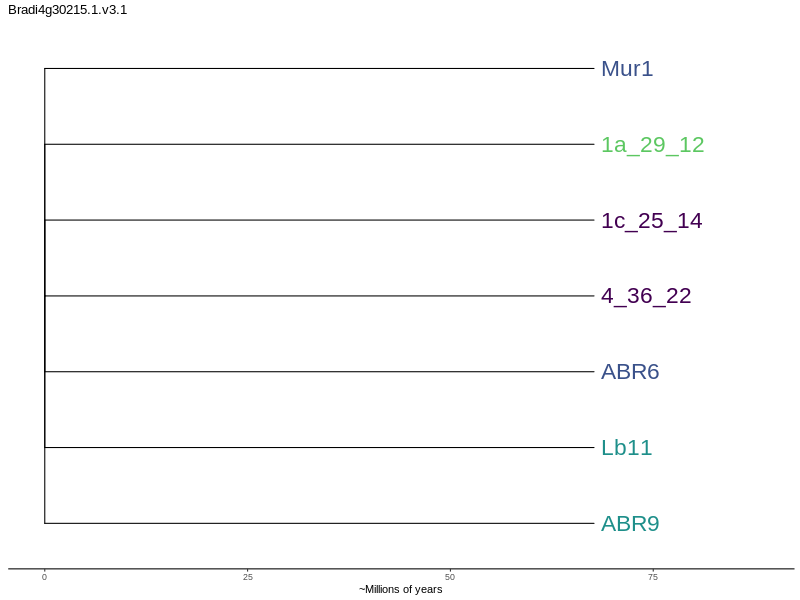 Bradi4g30215.1.v3.1
Mur1
1a_29_12
1c_25_14
4_36_22
ABR6
Lb11
ABR9
0 25 50 75
~Millions of years